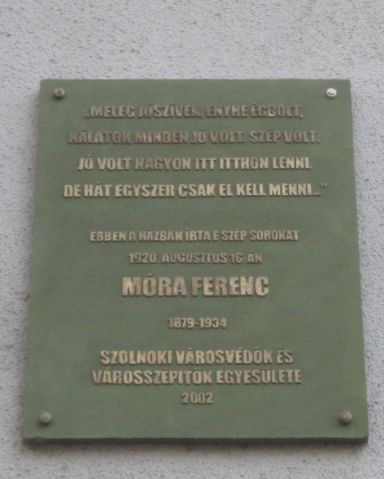 „MELEG JÓSZÍVEK, ENYHE ÉGBOLT,
NÁLATOK MINDEN JÓ VOLT, SZÉP VOLT,
JÓ VOLT NAGYON ITT ITTHON LENNI,
DE HÁT EGYSZER CSAK EL KELL MENNI..."
EBBEN A HÁZBAN ÍRTA E SZÉP SOROKAT
1920. AUGUSZTUS 16-ÁN
MÓRA FERENC
1879-1934
SZOLNOKI VÁROSVÉDŐK ÉS
VÁROSSZÉPÍTŐK EGYESÜLETE
2002